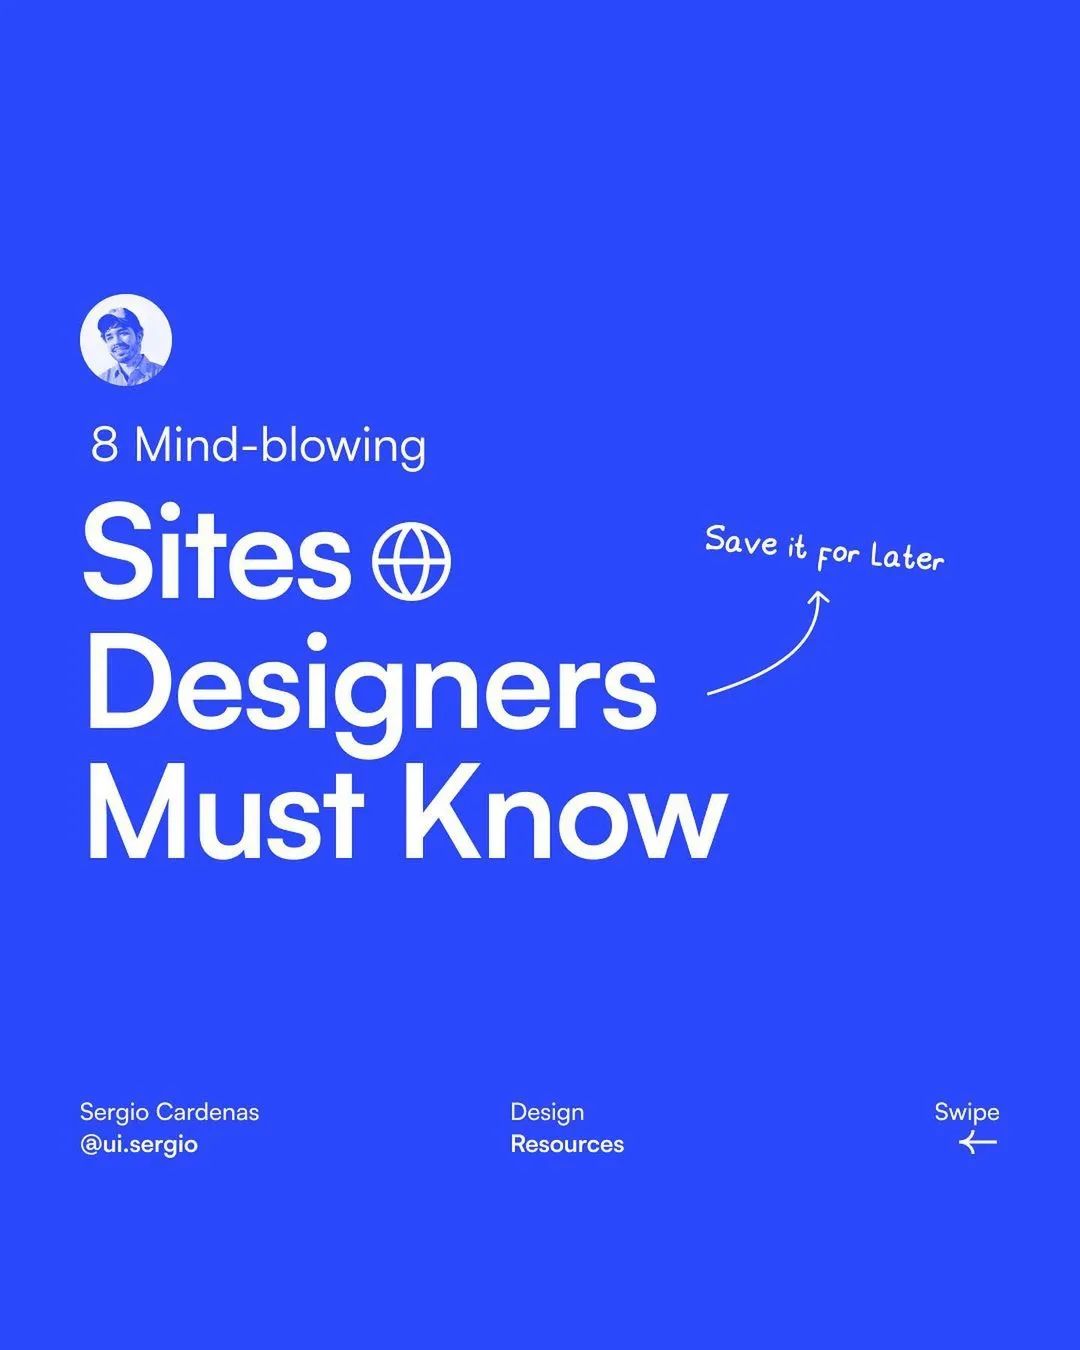 8 Mind-blowing
Sites
Designers
Must Know
Save it for Later
Sergio Cardenas
@ui.sergio
Design
Resources
Swipe